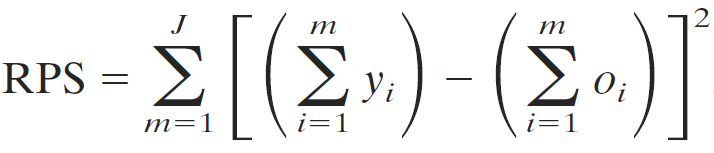 RPS = \sum_{m=1}^{J} \left[ \left( \sum_{i=1}^{m} y_i \right) - \left( \sum_{i=1}^{m} o_i \right) \right]^2